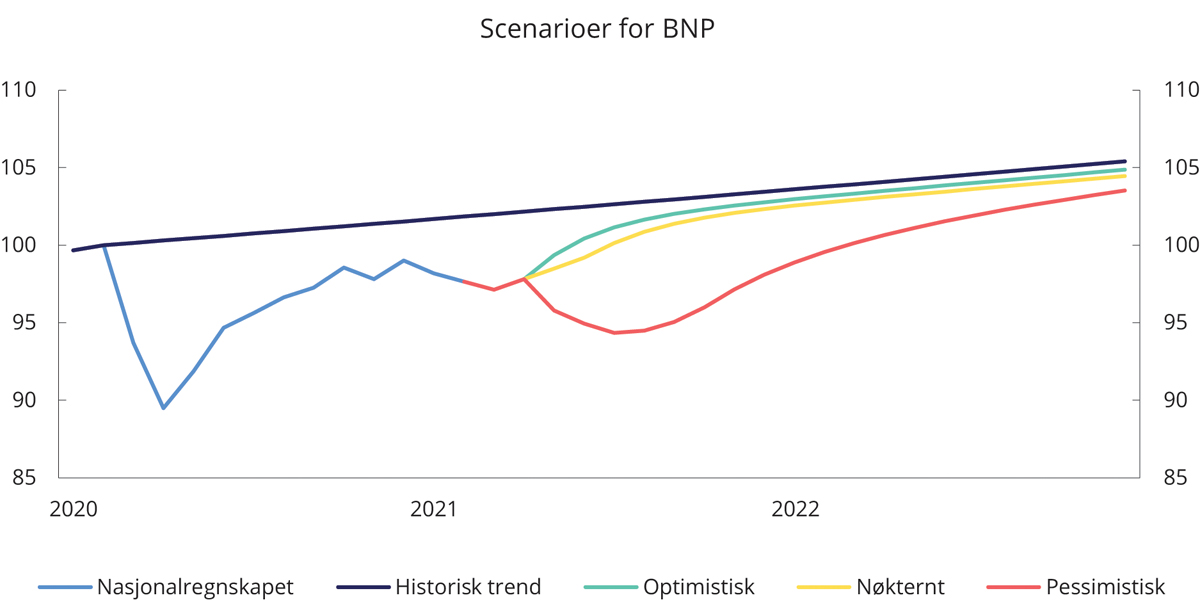 Scenarioer for BNP
110 110
105 105
100 100
95 95
90 90
85 85
2020 2021 2022
Nasjonalregnskapet Historisk trend Optimistisk Nøkternt Pessimistisk